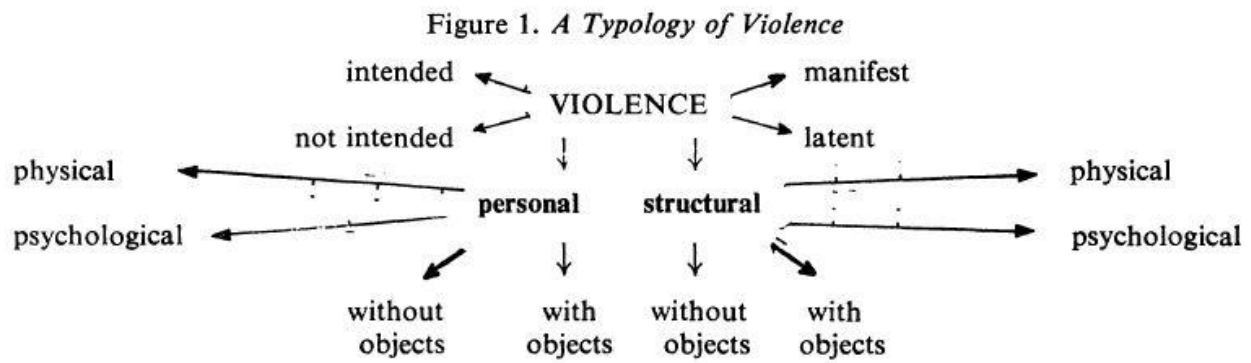 Figure 1. A Typology of Violence
intended
manifest
VIOLENCE
not intended
latent
physical
physical
personal
structural
psychological
psychological
without
objects
with
objects
without
objects
with
objects